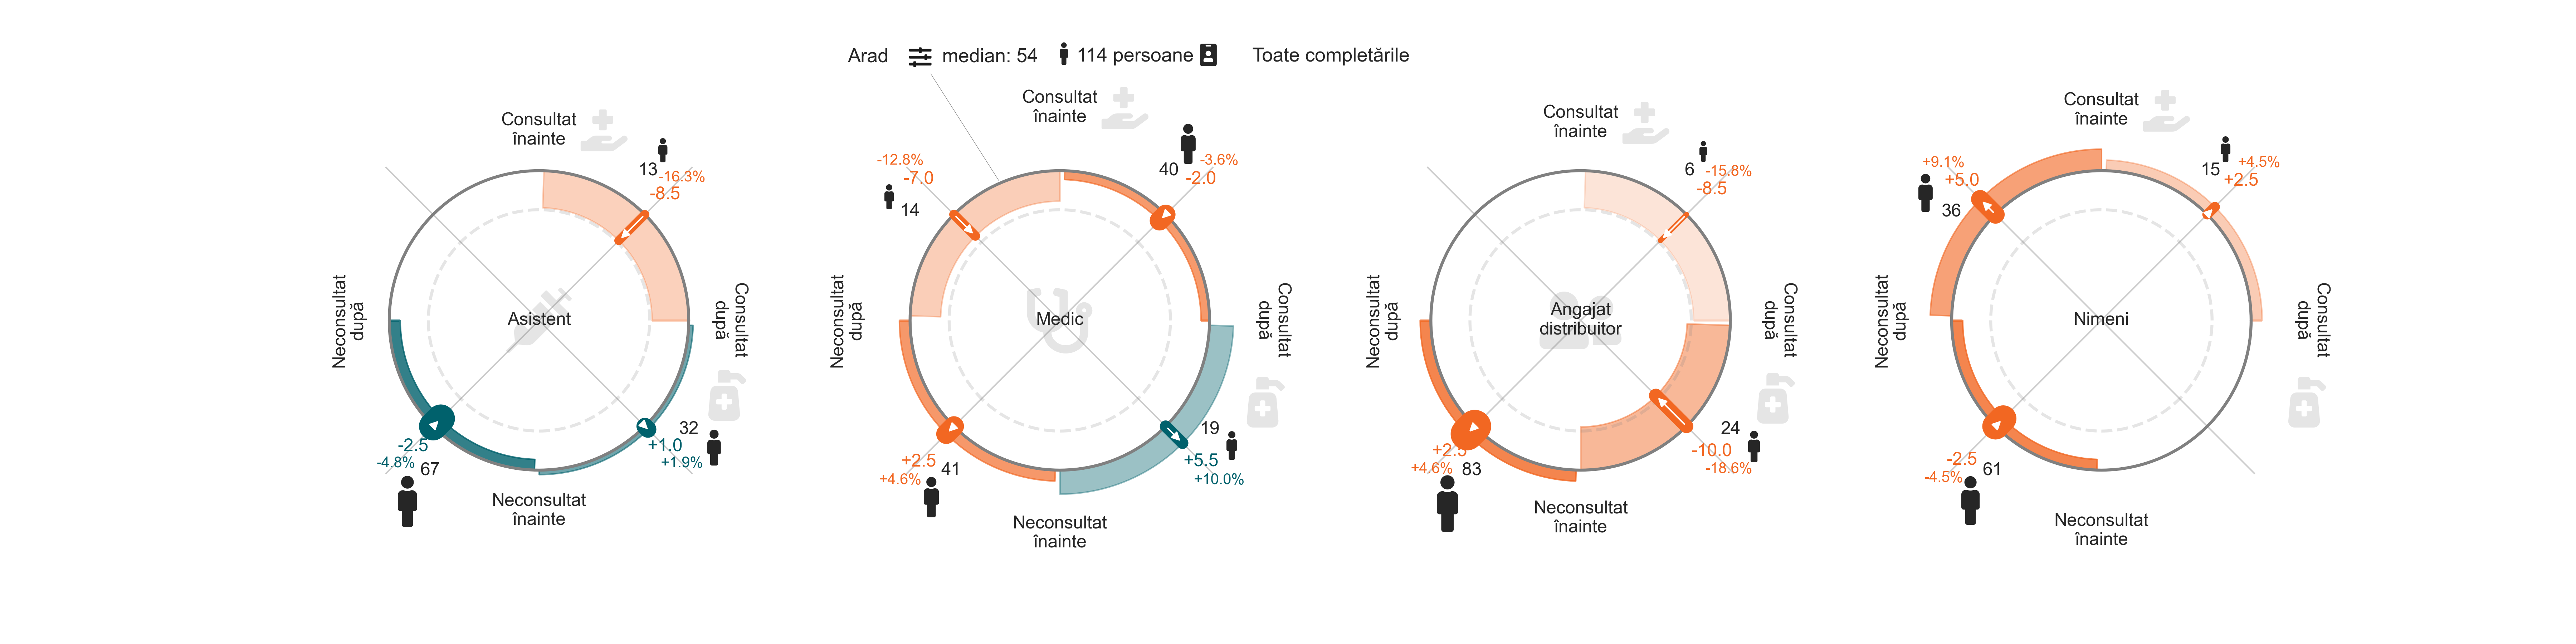 Arad median: 54 114 persoane Toate completările
Consultat
înainte
13
-16.3%
-8.5
Neconsultat
după
Asistent
Consultat
după
-2.5
-4.8%
67
32
+1.0
+1.9%
Neconsultat
înainte
Consultat
înainte
-12.8%
-7.0
14
40
-3.6%
-2.0
Neconsultat
după
Medic
Consultat
după
+2.5
+4.6%
41
19
+5.5
+10.0%
Neconsultat
înainte
Consultat
înainte
6
-15.8%
-8.5
Neconsultat
după
Angajat
distribuitor
Consultat
după
+2.5
+4.6%
83
24
-10.0
-18.6%
Neconsultat
înainte
Consultat
înainte
+9.1%
+5.0
36
15
+4.5%
+2.5
Neconsultat
după
Nimeni
Consultat
după
-2.5
-4.5%
61
Neconsultat
înainte